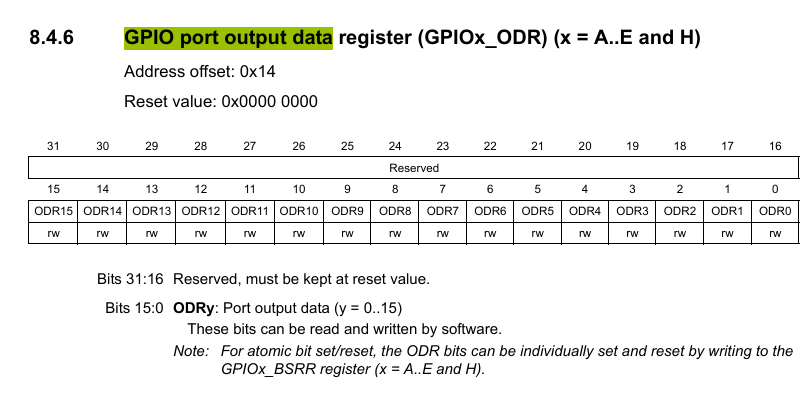 8.4.6 GPIO port output data register (GPIOx_ODR) (x = A..E and H)
Address offset: 0x14
Reset value: 0x0000 0000
31 30 29 28 27 26 25 24 23 22 21 20 19 18 17 16
Reserved
15 14 13 12 11 10 9 8 7 6 5 4 3 2 1 0
ODR15 ODR14 ODR13 ODR12 ODR11 ODR10 ODR9 ODR8 ODR7 ODR6 ODR5 ODR4 ODR3 ODR2 ODR1 ODR0
rw rw rw rw rw rw rw rw rw rw rw rw rw rw rw rw
Bits 31:16 Reserved, must be kept at reset value.
Bits 15:0 ODRy: Port output data (y = 0..15)
These bits can be read and written by software.
Note: For atomic bit set/reset, the ODR bits can be individually set and reset by writing to the
GPIOx_BSRR register (x = A..E and H).